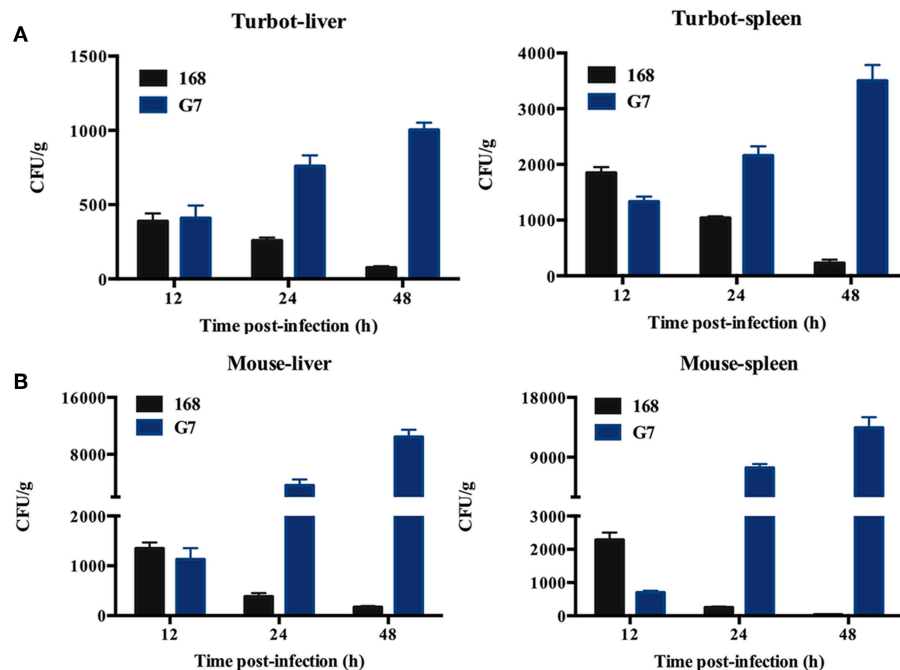 A
Turbot-liver
1500
1000
500
0
CFU/g
168
G7
12 24 48
Time post-infection (h)
Turbot-spleen
4000
3000
2000
1000
0
CFU/g
168
G7
12 24 48
Time post-infection (h)
B
Mouse-liver
16000
8000
2000
1000
0
CFU/g
168
G7
12 24 48
Time post-infection (h)
Mouse-spleen
18000
9000
3000
2000
1000
0
CFU/g
168
G7
12 24 48
Time post-infection (h)